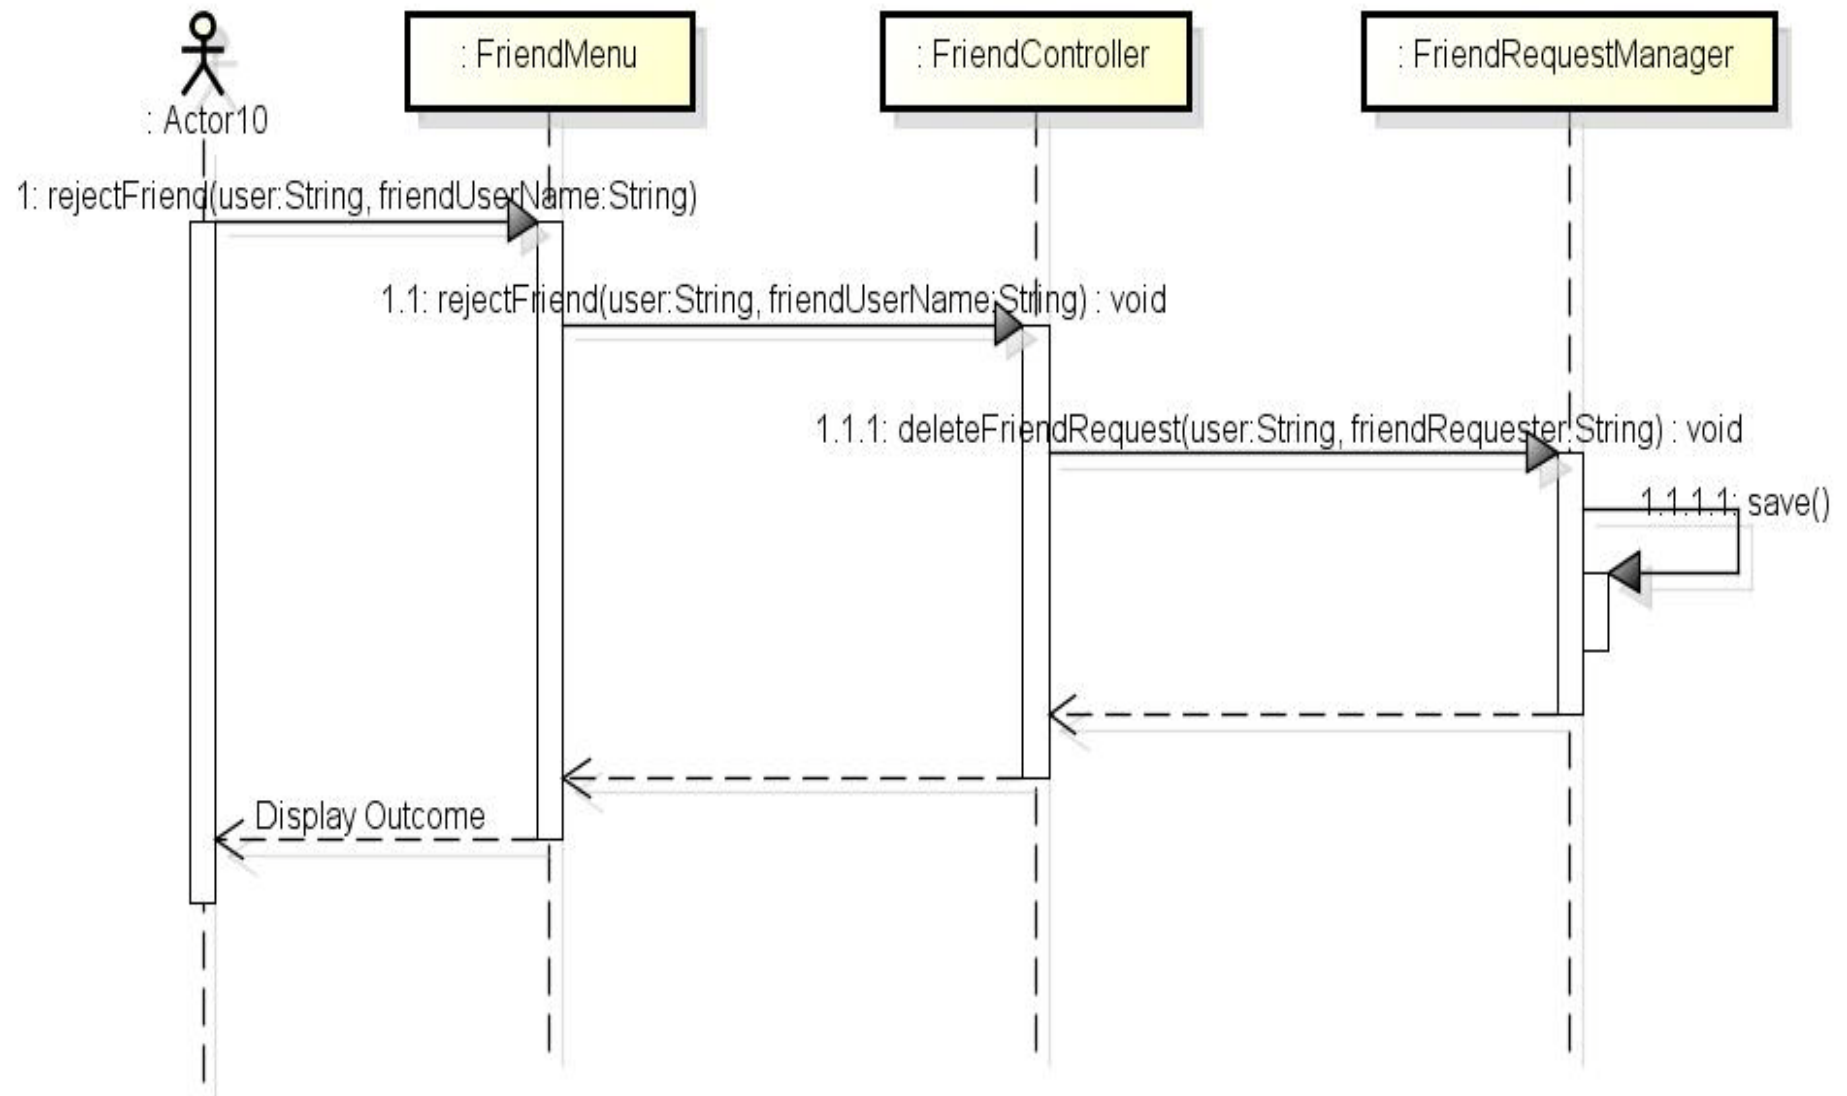 : Actor10
: FriendMenu
: FriendController
: FriendRequestManager
1: rejectFriend(user:String, friendUserName:String)
1.1: rejectFriend(user:String, friendUserName:String) : void
1.1.1: deleteFriendRequest(user:String, friendRequester:String) : void
1.1.1.1: save()
Display Outcome